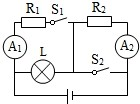 R₁ S₁ R₂
A₁ L S₂ A₂